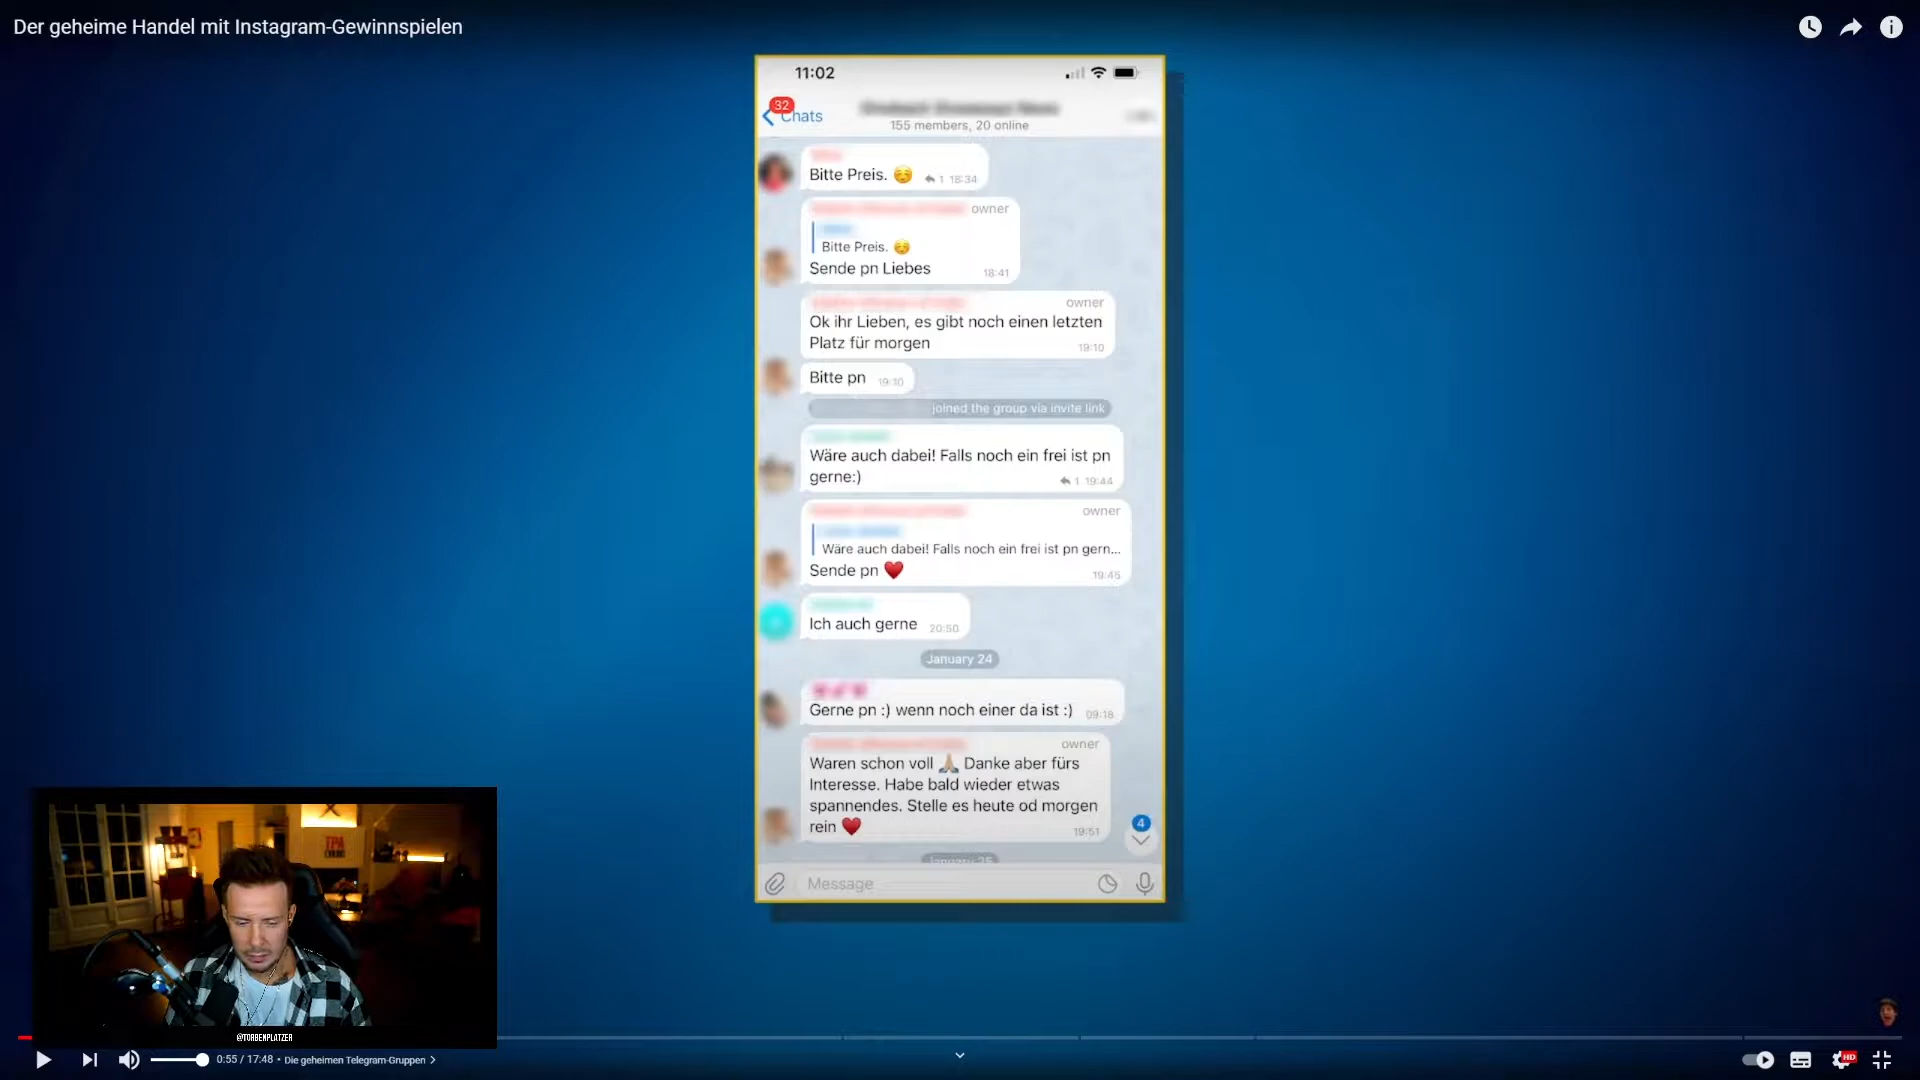 Der geheime Handel mit Instagram-Gewinnspielen
11:02
32
Chats
155 members, 20 online
Bitte Preis. ☺️
1 18:34
owner
Bitte Preis. ☺️
Sende pn Liebes
18:41
owner
Ok ihr Lieben, es gibt noch einen letzten
Platz für morgen
19:10
Bitte pn
19:10
joined the group via invite link
Wäre auch dabei! Falls noch ein frei ist pn
gerne:)
1 19:44
owner
Wäre auch dabei! Falls noch ein frei ist pn gern...
Sende pn ♥️
19:45
Ich auch gerne
20:50
January 24
Gerne pn :) wenn noch einer da ist :)
09:18
owner
Waren schon voll 🙏🏼 Danke aber fürs
Interesse. Habe bald wieder etwas
spannendes. Stelle es heute od morgen
rein ♥️
19:51
4
January 25
Message
TPA
@TORBENPLATZER
0:55 / 17:48 • Die geheimen Telegram-Gruppen
HD